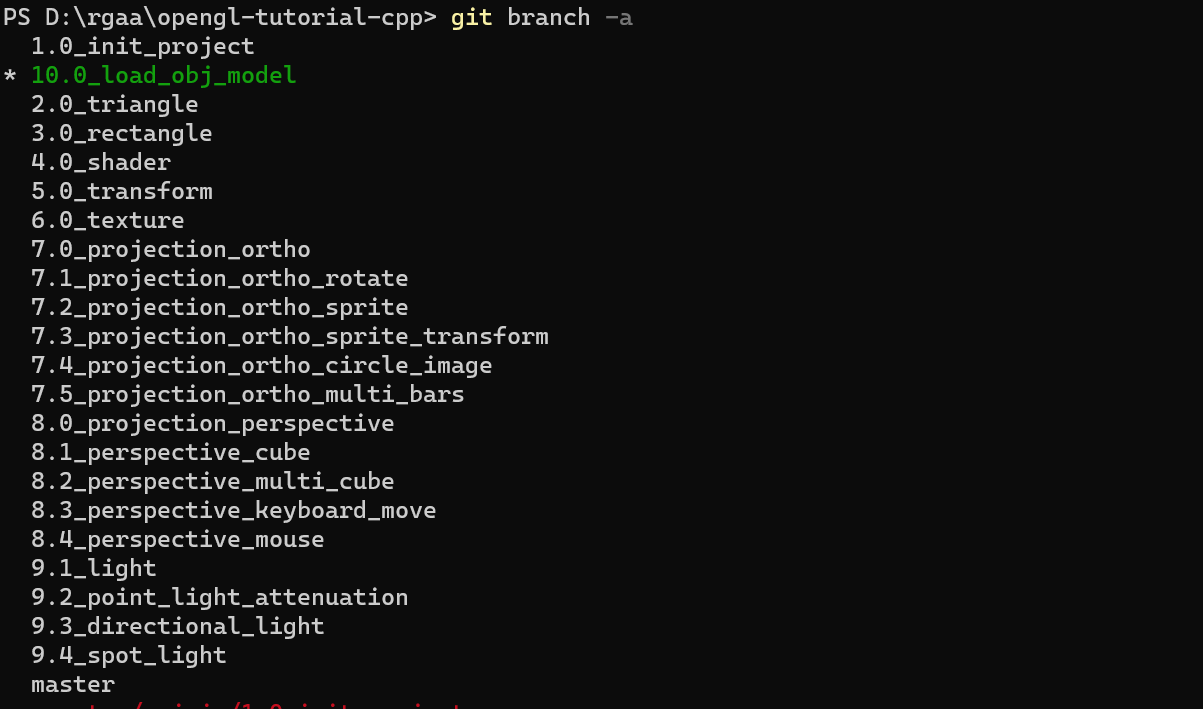 PS D:\rgaa\opengl-tutorial-cpp> git branch -a
1.0_init_project
* 10.0_load_obj_model
2.0_triangle
3.0_rectangle
4.0_shader
5.0_transform
6.0_texture
7.0_projection_ortho
7.1_projection_ortho_rotate
7.2_projection_ortho_sprite
7.3_projection_ortho_sprite_transform
7.4_projection_ortho_circle_image
7.5_projection_ortho_multi_bars
8.0_projection_perspective
8.1_perspective_cube
8.2_perspective_multi_cube
8.3_perspective_keyboard_move
8.4_perspective_mouse
9.1_light
9.2_point_light_attenuation
9.3_directional_light
9.4_spot_light
master